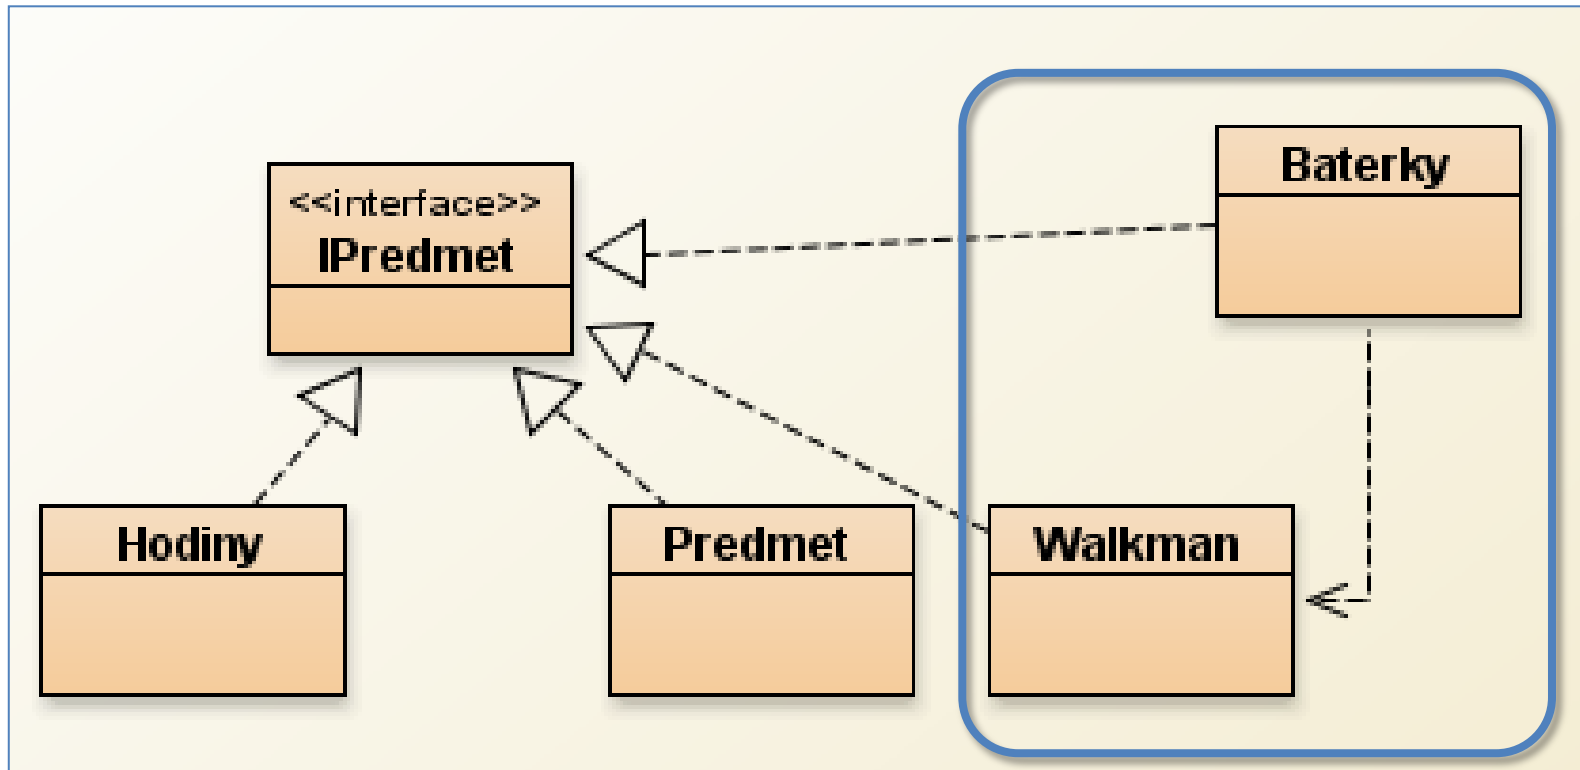 <<interface>>
IPredmet
Baterky
Hodiny
Predmet
Walkman